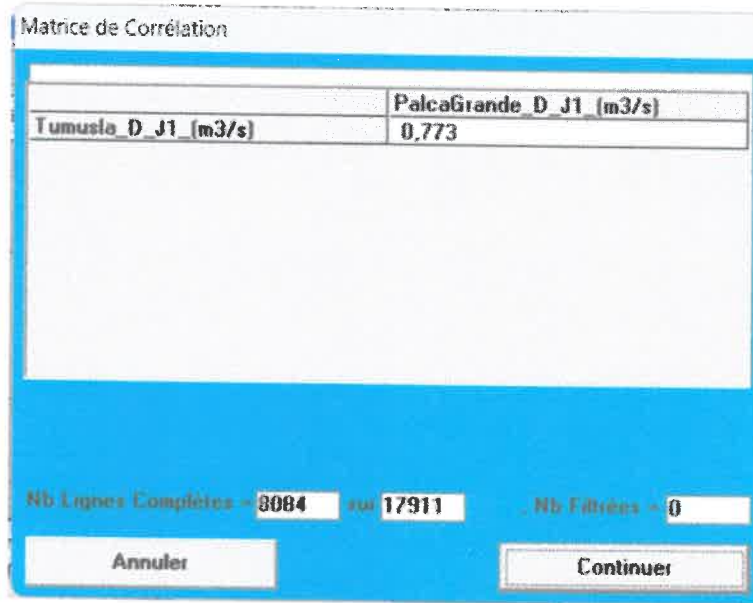 Matrice de Corrélation
PalcaGrande_D_J1_(m3/s)
Tumusla_D_J1_(m3/s) 0,773
Nb Lignes Complètes = 8084 sur 17911 . Nb Filtrées = 0
Annuler Continuer